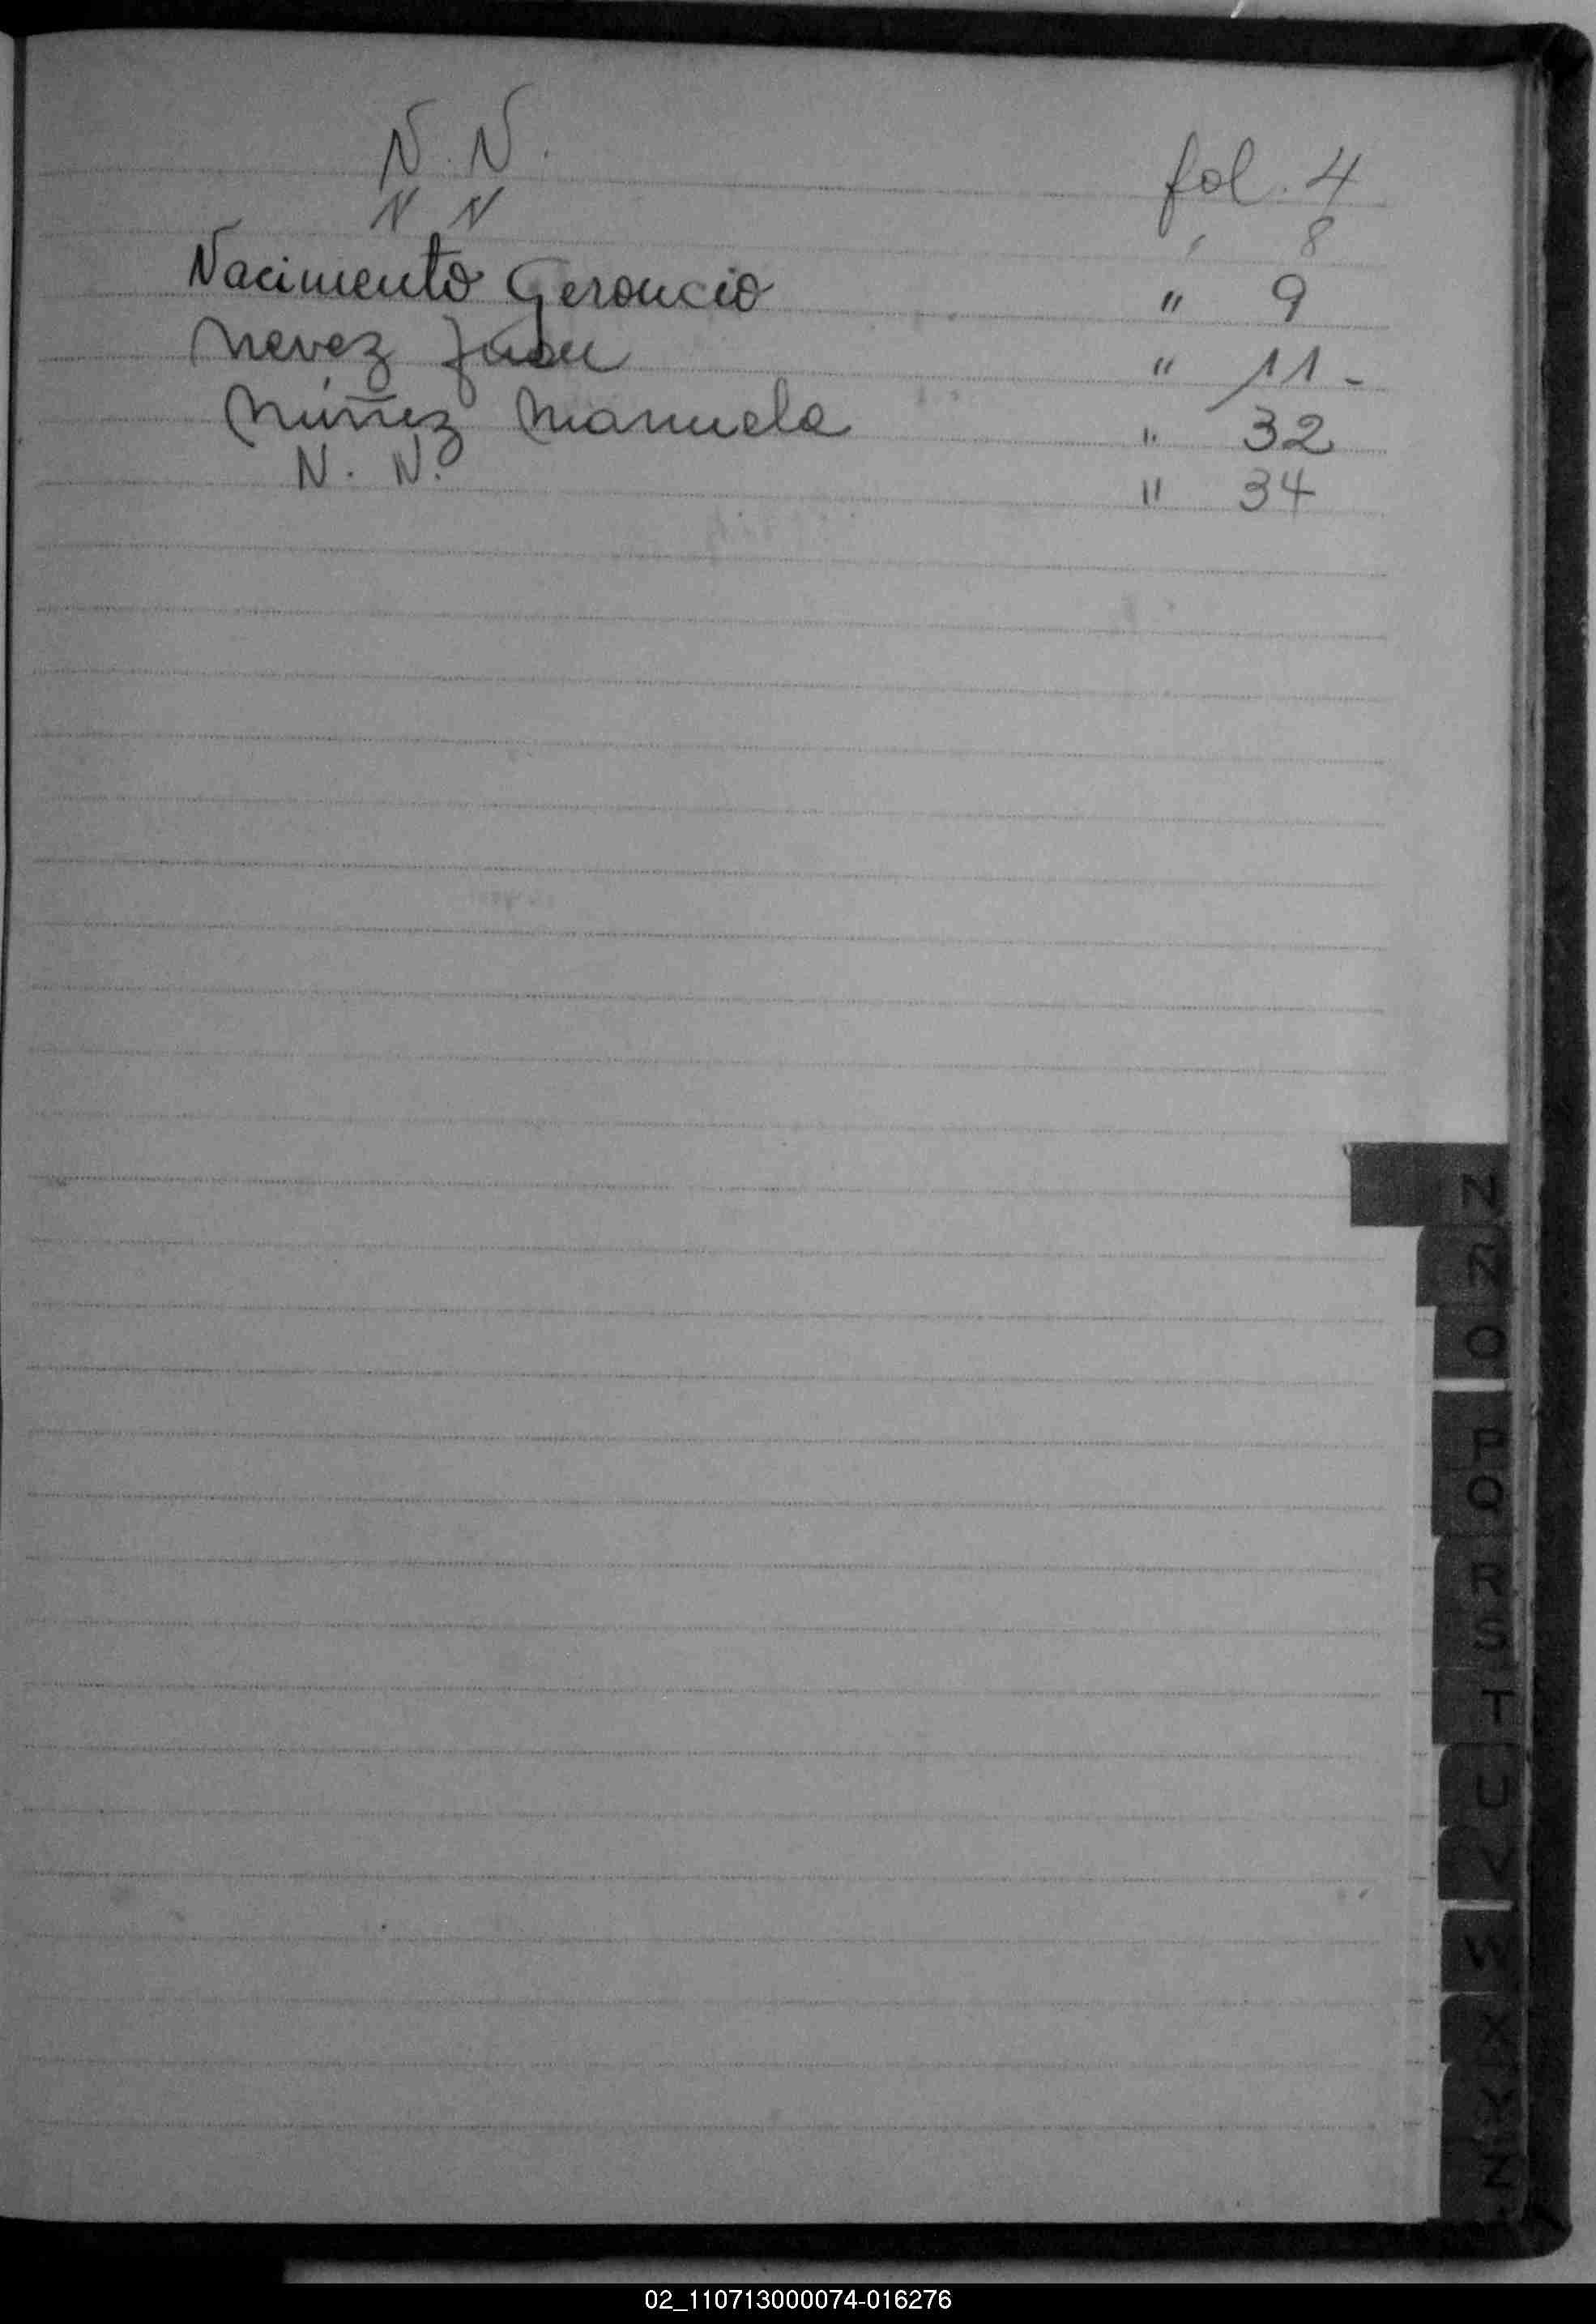 N. N. fol. 4
N N " 8
Nacimento Geroncio " 9
Nevez Juan " 11-
Núñez Manuela " 32
N. N. " 34
N
Ñ
O
P
Q
R
S
T
U
V
W
X
Y
Z
02_110713000074-016276